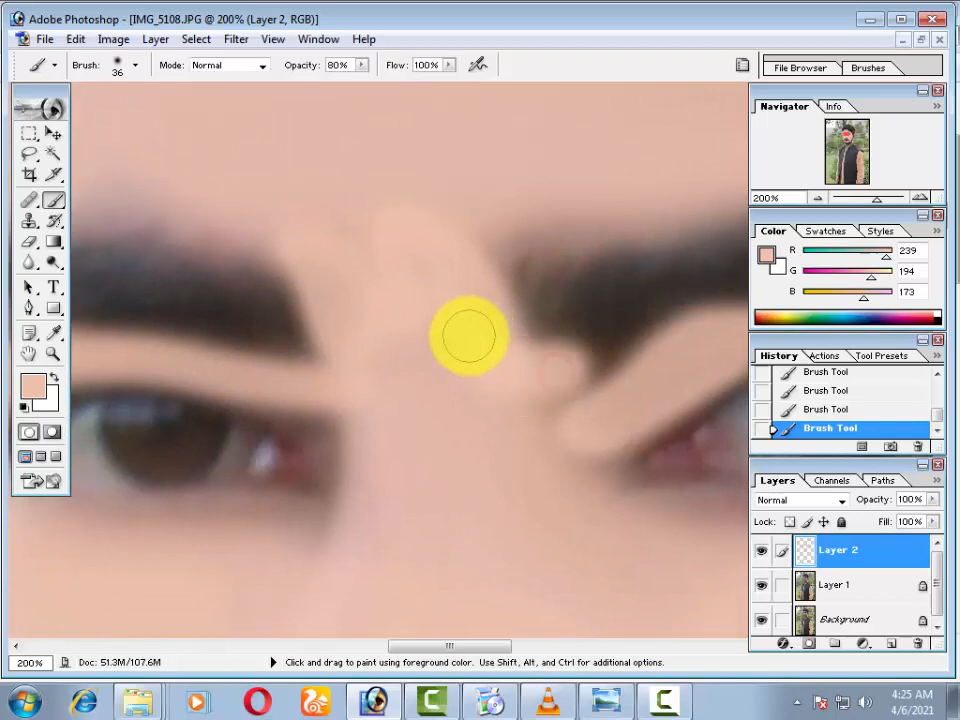 Adobe Photoshop - [IMG_5108.JPG @ 200% (Layer 2, RGB)]
File Edit Image Layer Select Filter View Window Help
Brush: 36 Mode: Normal Opacity: 80% Flow: 100% File Browser Brushes
Navigator Info
200%
Color Swatches Styles
R 239
G 194
B 173
History Actions Tool Presets
Brush Tool
Brush Tool
Brush Tool
Brush Tool
Layers Channels Paths
Normal Opacity: 100%
Lock: Fill: 100%
Layer 2
Layer 1
Background
200% Doc: 51.3M/107.6M Click and drag to paint using foreground color. Use Shift, Alt, and Ctrl for additional options.
4:25 AM
4/6/2021